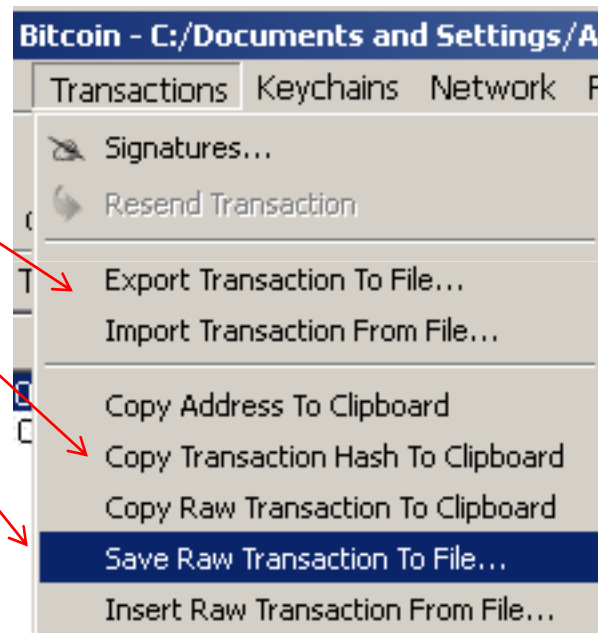 Bitcoin - C:/Documents and Settings/A
Transactions Keychains Network
Signatures...
Resend Transaction
Export Transaction To File...
Import Transaction From File...
Copy Address To Clipboard
Copy Transaction Hash To Clipboard
Copy Raw Transaction To Clipboard
Save Raw Transaction To File...
Insert Raw Transaction From File...